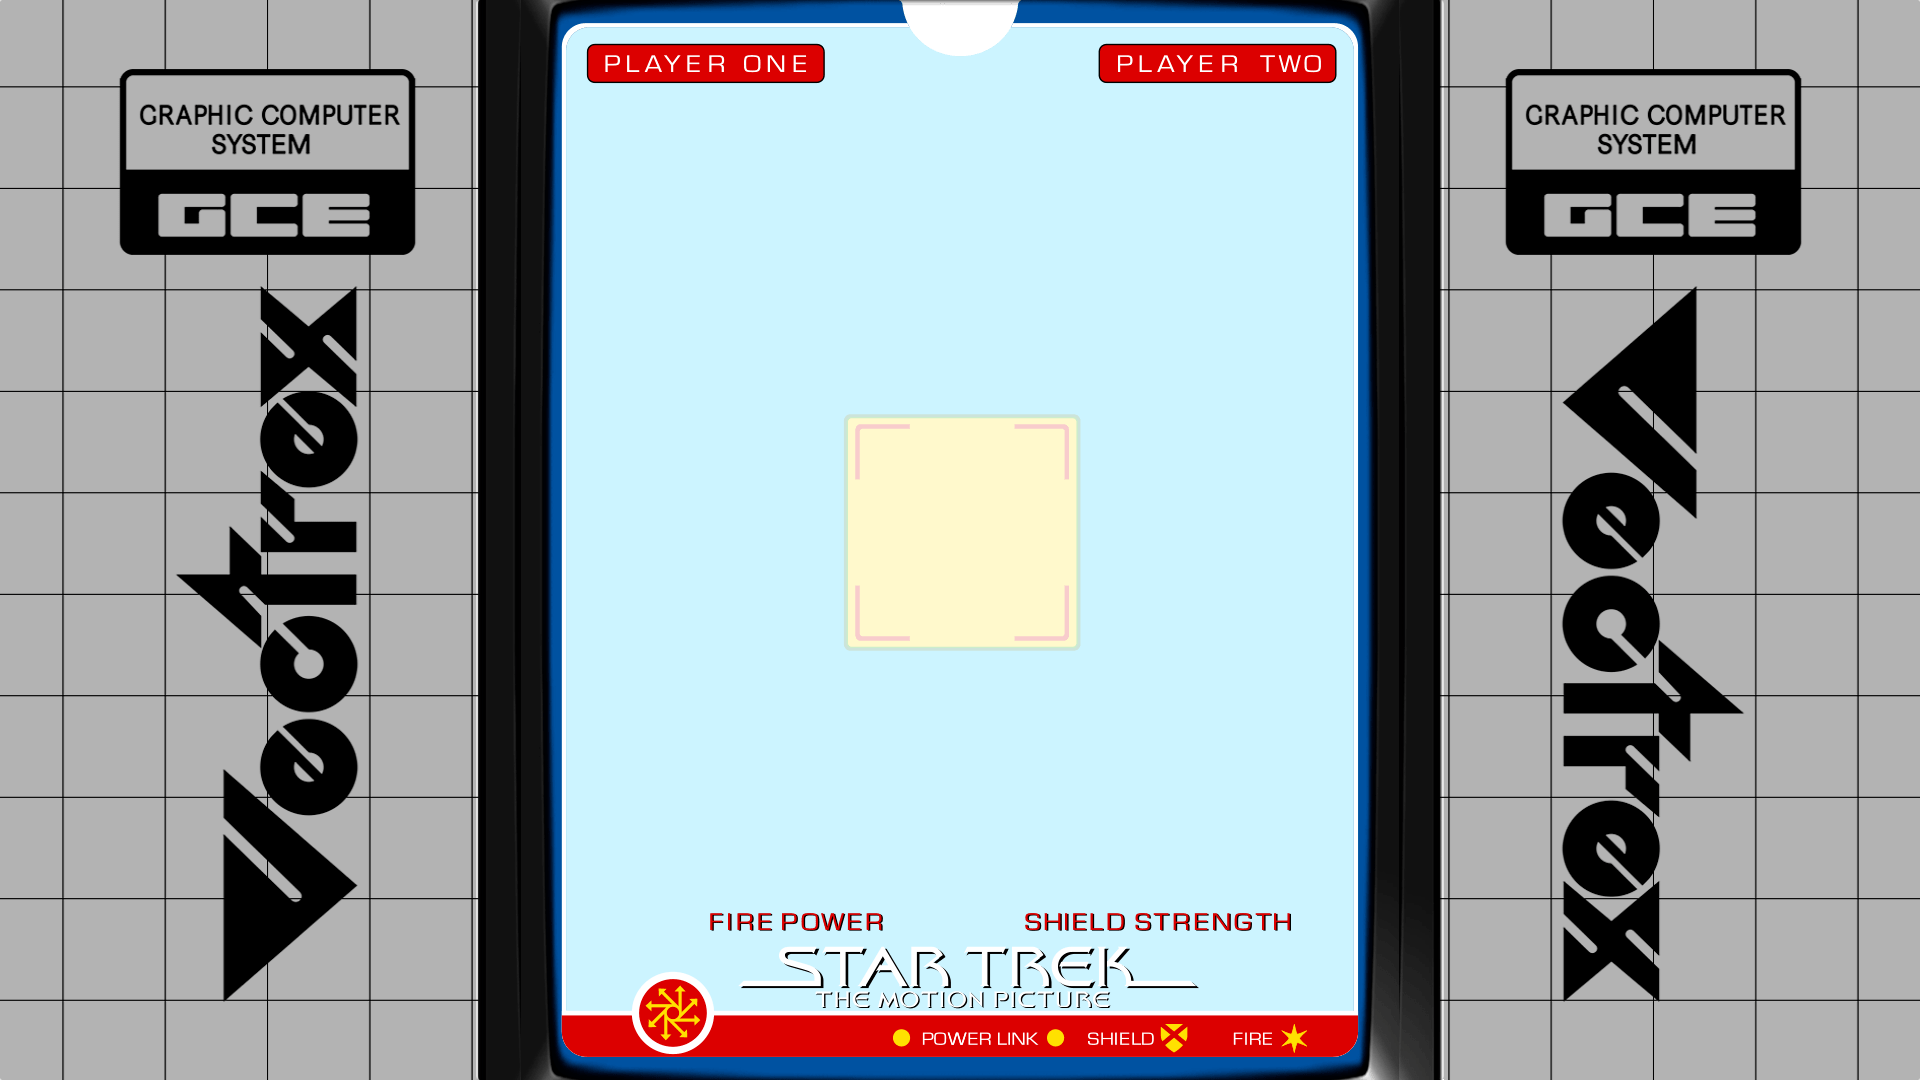 GRAPHIC COMPUTER
SYSTEM
GCE
Vectrex
PLAYER ONE
PLAYER TWO
FIRE POWER
SHIELD STRENGTH
STAR TREK
THE MOTION PICTURE
POWER LINK
SHIELD
FIRE
GRAPHIC COMPUTER
SYSTEM
GCE
Vectrex